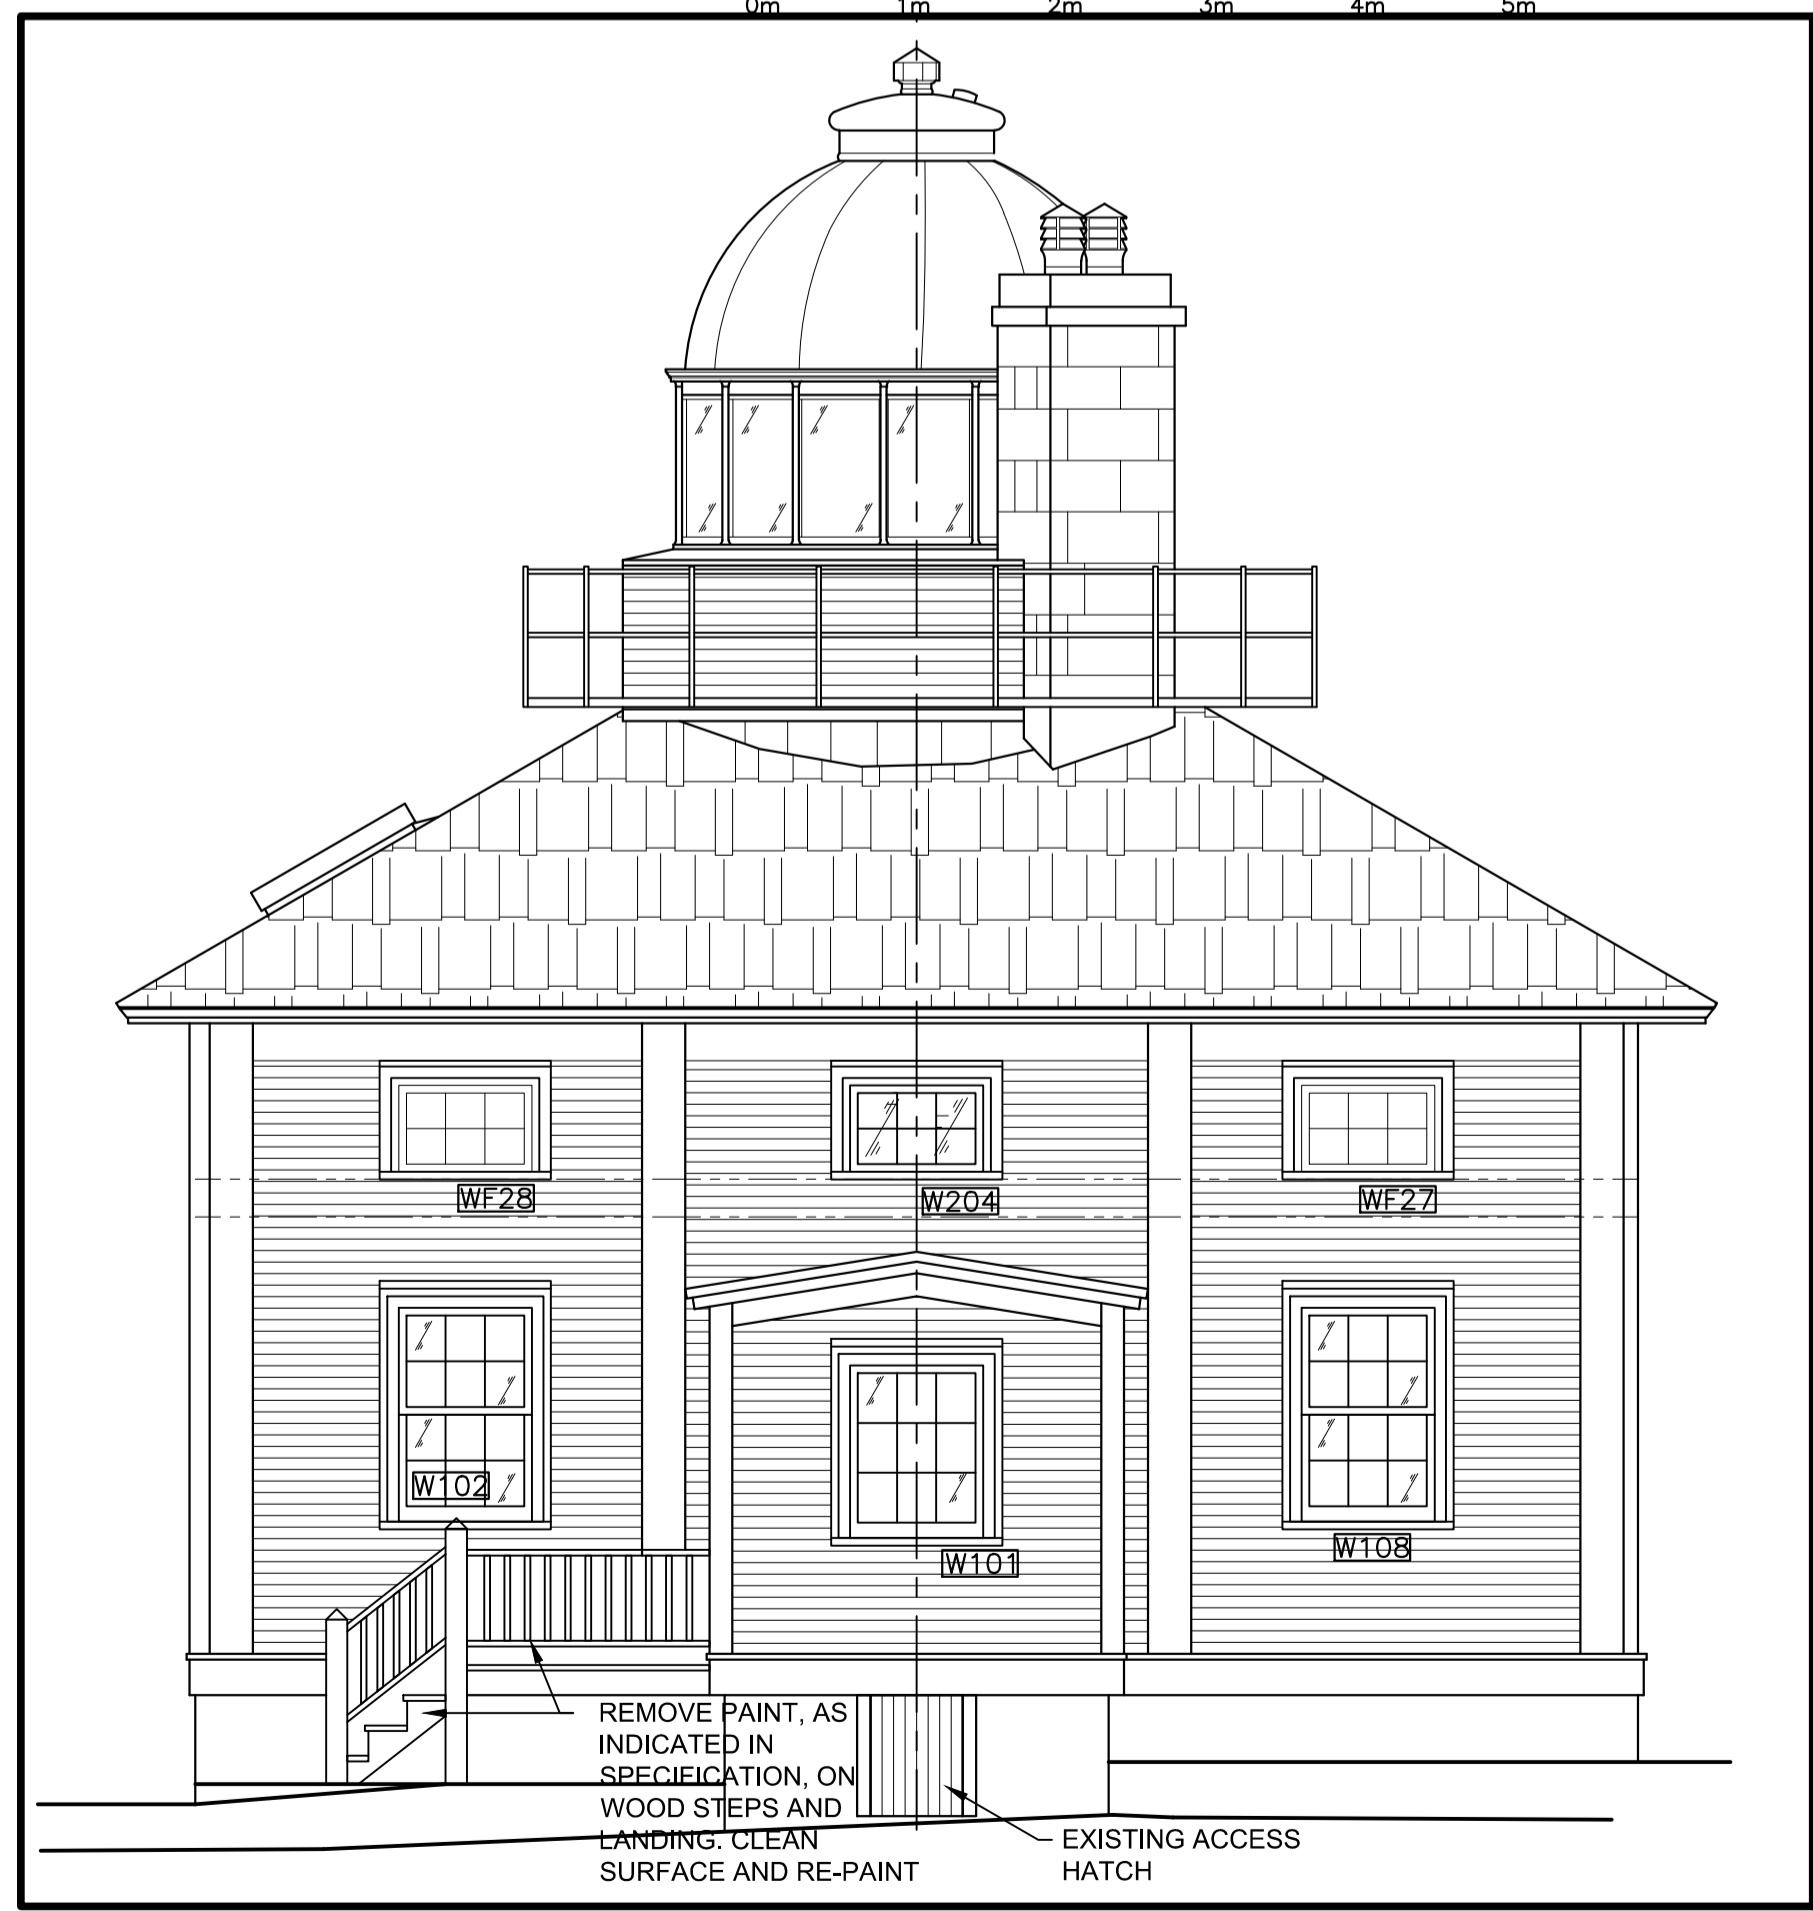 0m 1m 2m 3m 4m 5m
WF28 W204 WF27
W102
W101 W108
REMOVE PAINT, AS
INDICATED IN
SPECIFICATION, ON
WOOD STEPS AND
LANDING. CLEAN
SURFACE AND RE-PAINT
EXISTING ACCESS
HATCH